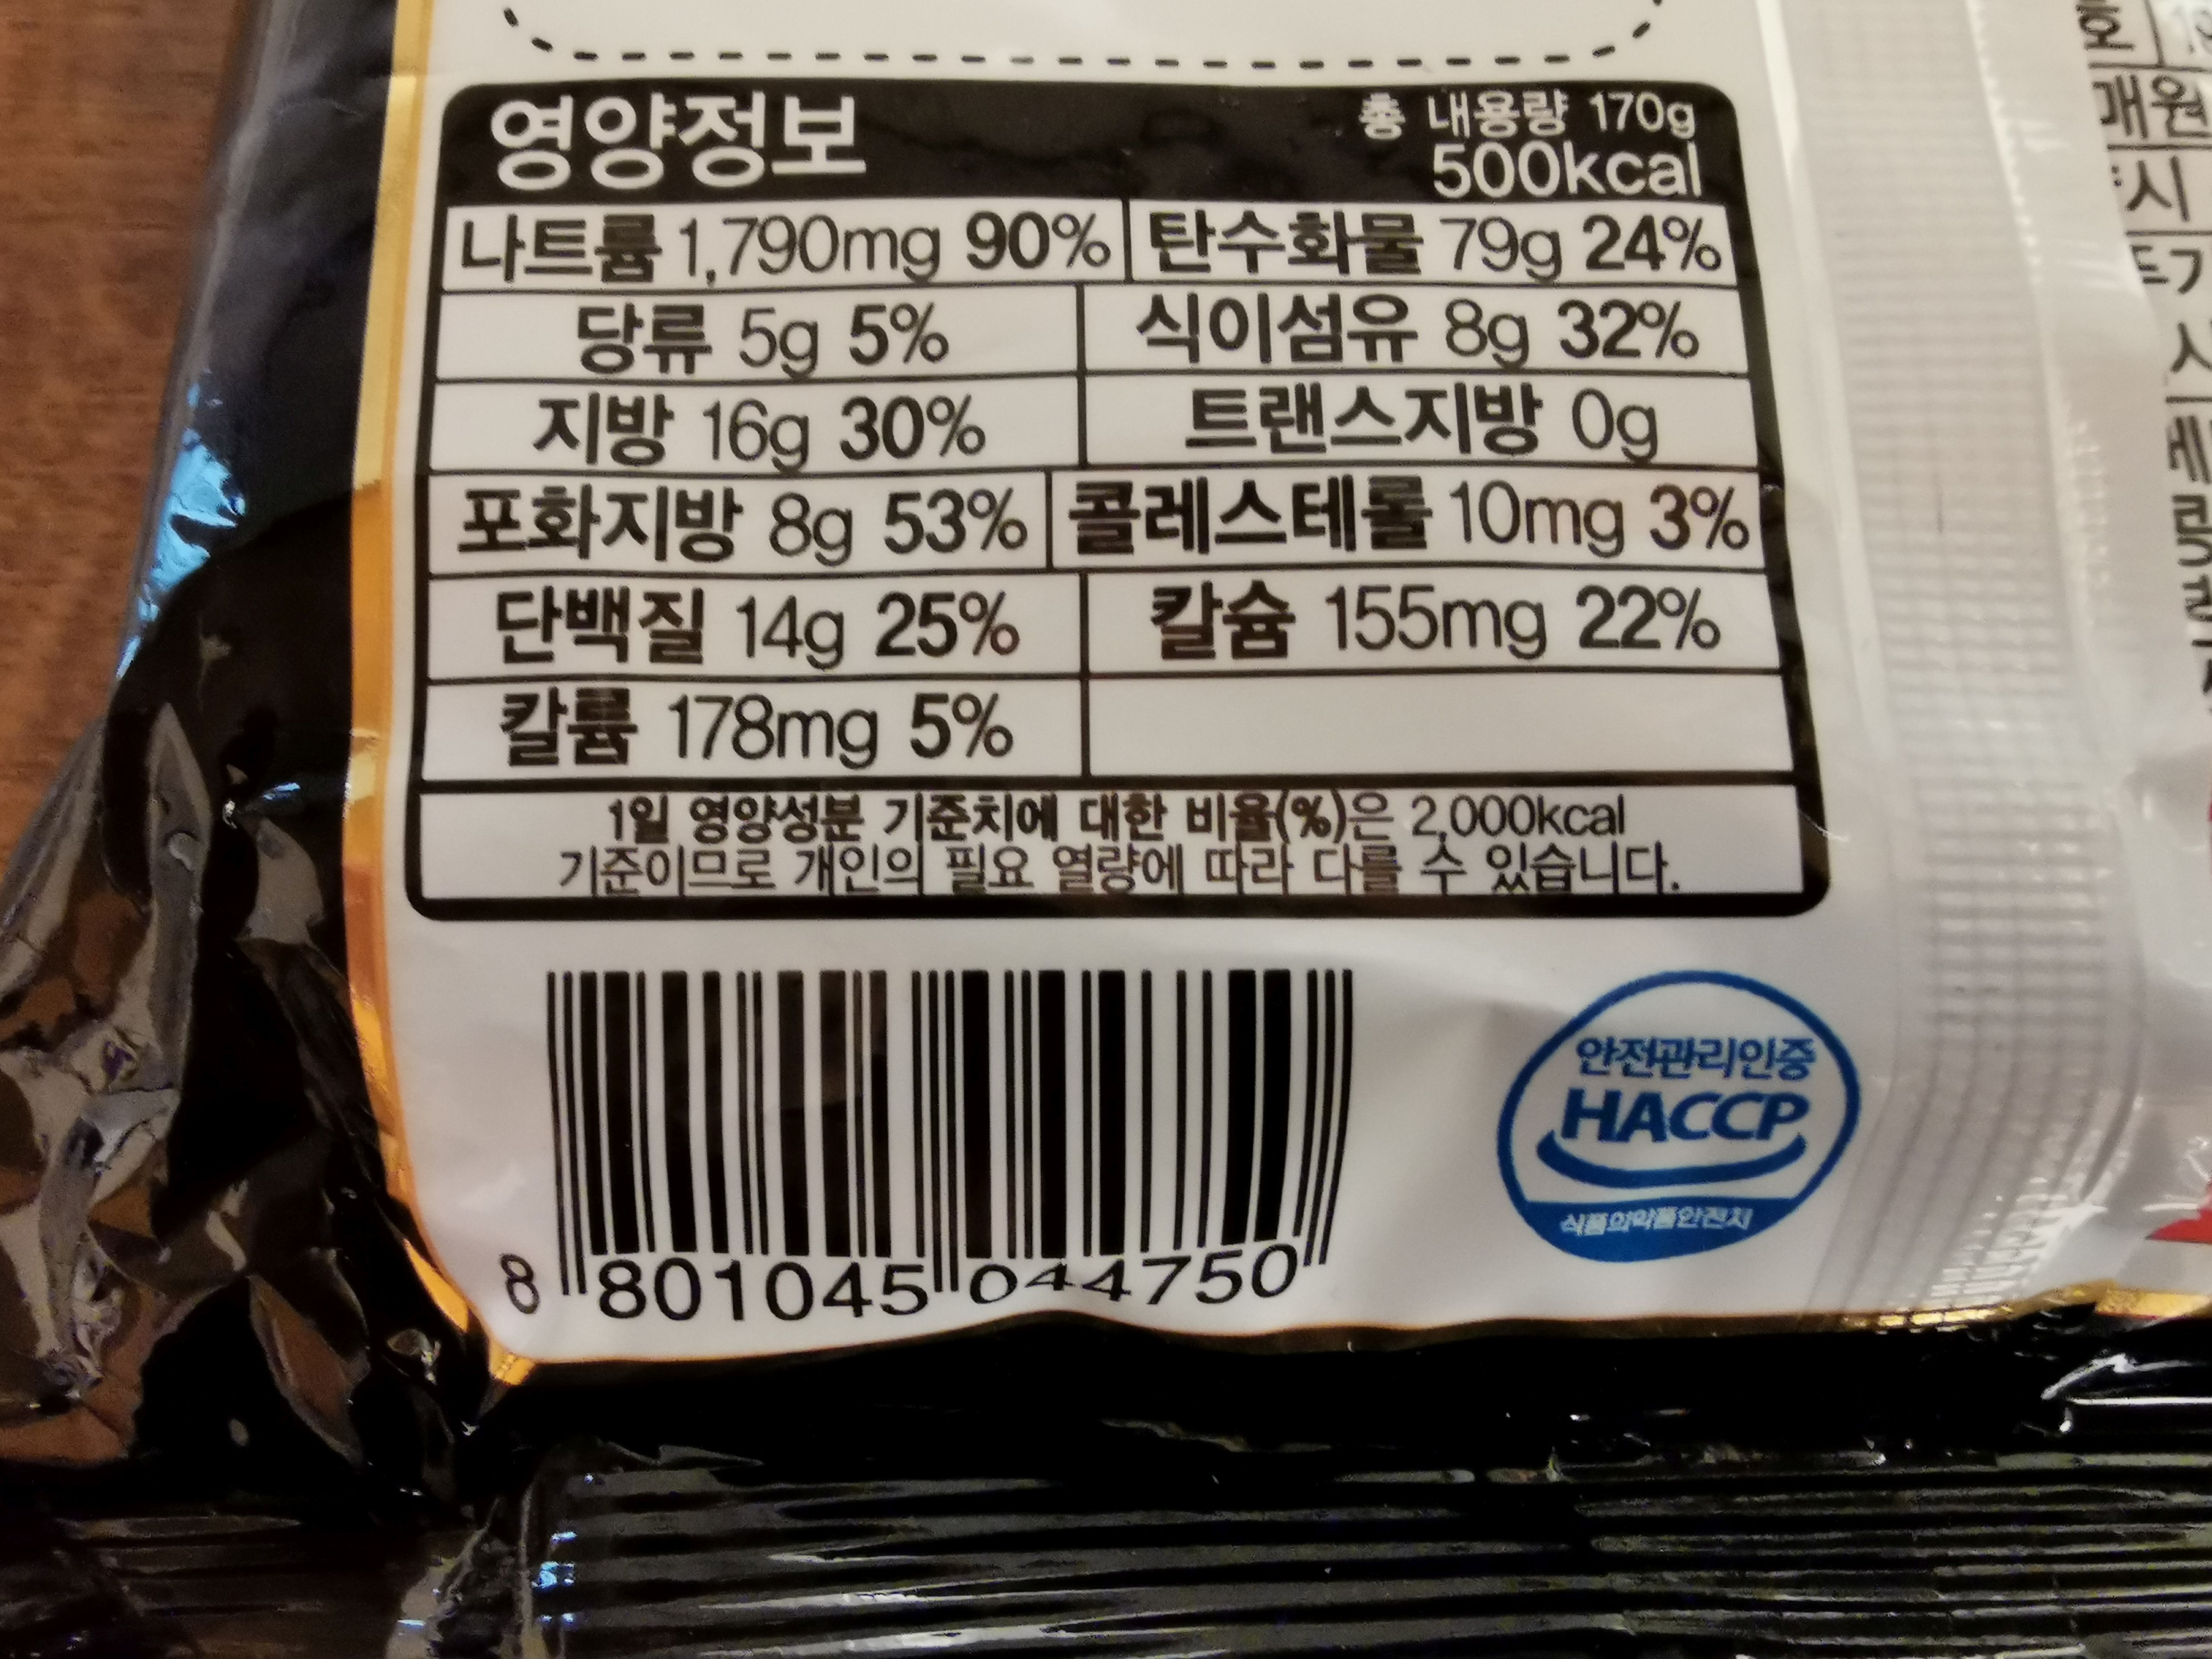 영양정보
총 내용량 170g
500kcal
나트륨 1,790mg 90% 탄수화물 79g 24%
당류 5g 5% 식이섬유 8g 32%
지방 16g 30% 트랜스지방 0g
포화지방 8g 53% 콜레스테롤 10mg 3%
단백질 14g 25% 칼슘 155mg 22%
칼륨 178mg 5%
1일 영양성분 기준치에 대한 비율(%)은 2,000kcal
기준이므로 개인의 필요 열량에 따라 다를 수 있습니다.
8 801045 044750
안전관리인증
HACCP
식품의약품안전처
매원
시